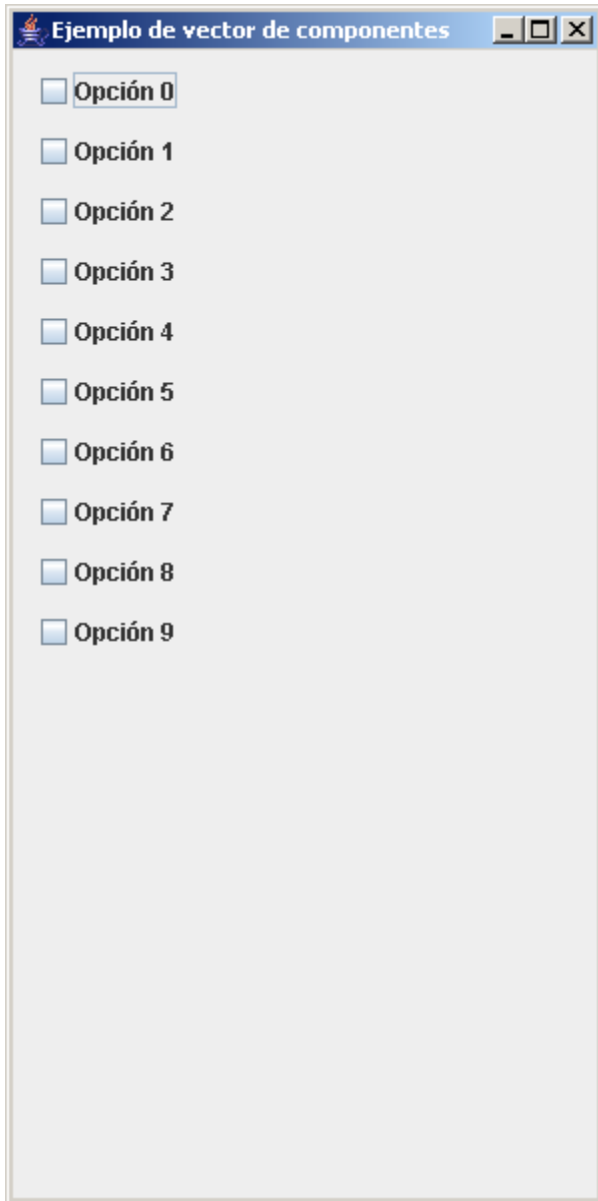 Ejemplo de vector de componentes
Opción 0
Opción 1
Opción 2
Opción 3
Opción 4
Opción 5
Opción 6
Opción 7
Opción 8
Opción 9